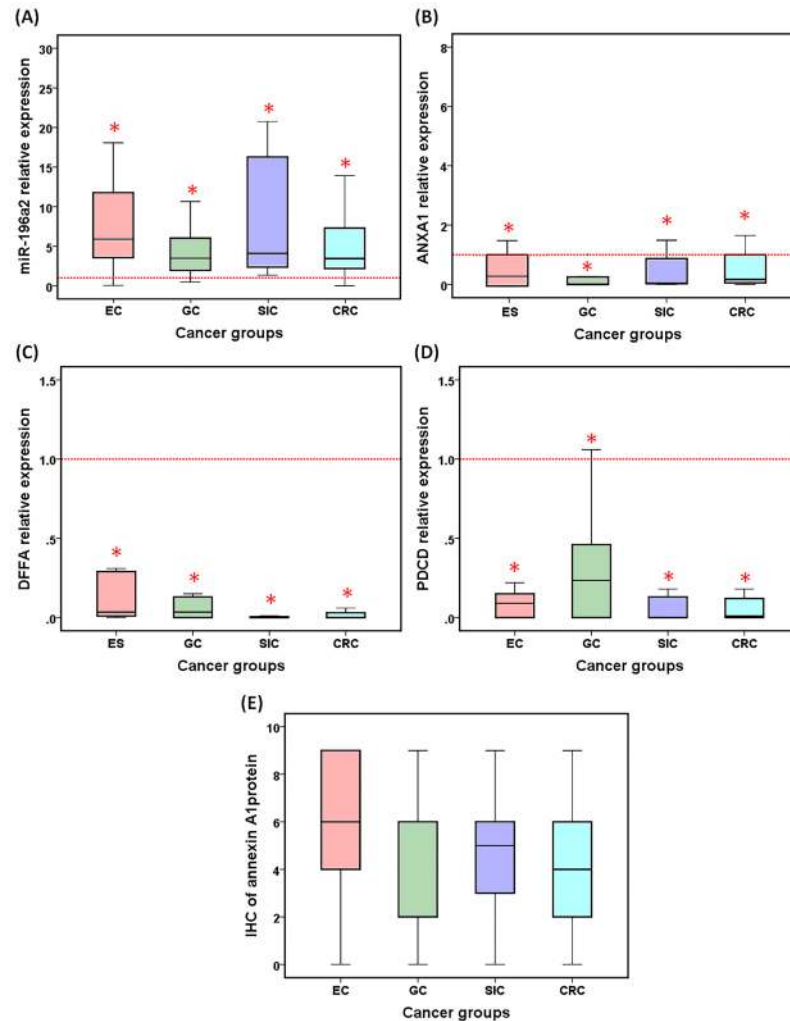 (A)
miR-196a2 relative expression
30
25
20
15
10
5
0
*
*
*
*
EC GC SIC CRC
Cancer groups
(B)
ANXA1 relative expression
8
6
4
2
0
*
*
*
*
ES GC SIC CRC
Cancer groups
(C)
DFFA relative expression
1.5
1.0
.5
.0
*
*
*
*
ES GC SIC CRC
Cancer groups
(D)
PDCD relative expression
1.5
1.0
.5
.0
*
*
*
*
EC GC SIC CRC
Cancer groups
(E)
IHC of annexin A1protein
10
8
6
4
2
0
EC GC SIC CRC
Cancer groups